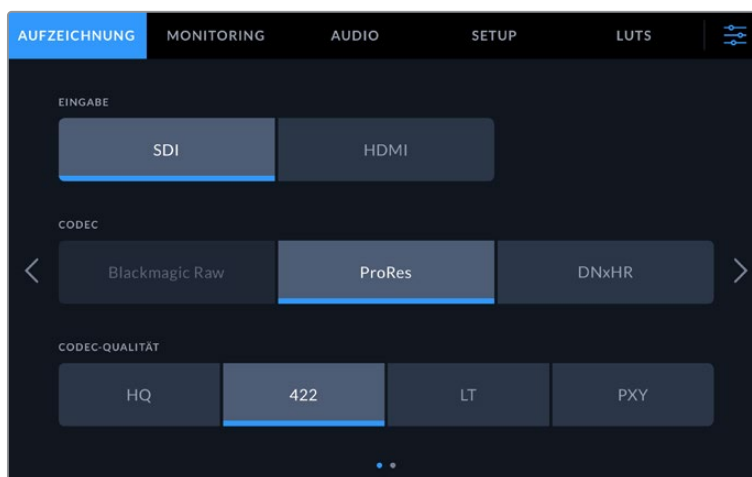 AUFZEICHNUNG MONITORING AUDIO SETUP LUTS
EINGABE
SDI HDMI
CODEC
Blackmagic Raw ProRes DNxHR
CODEC-QUALITÄT
HQ 422 LT PXY